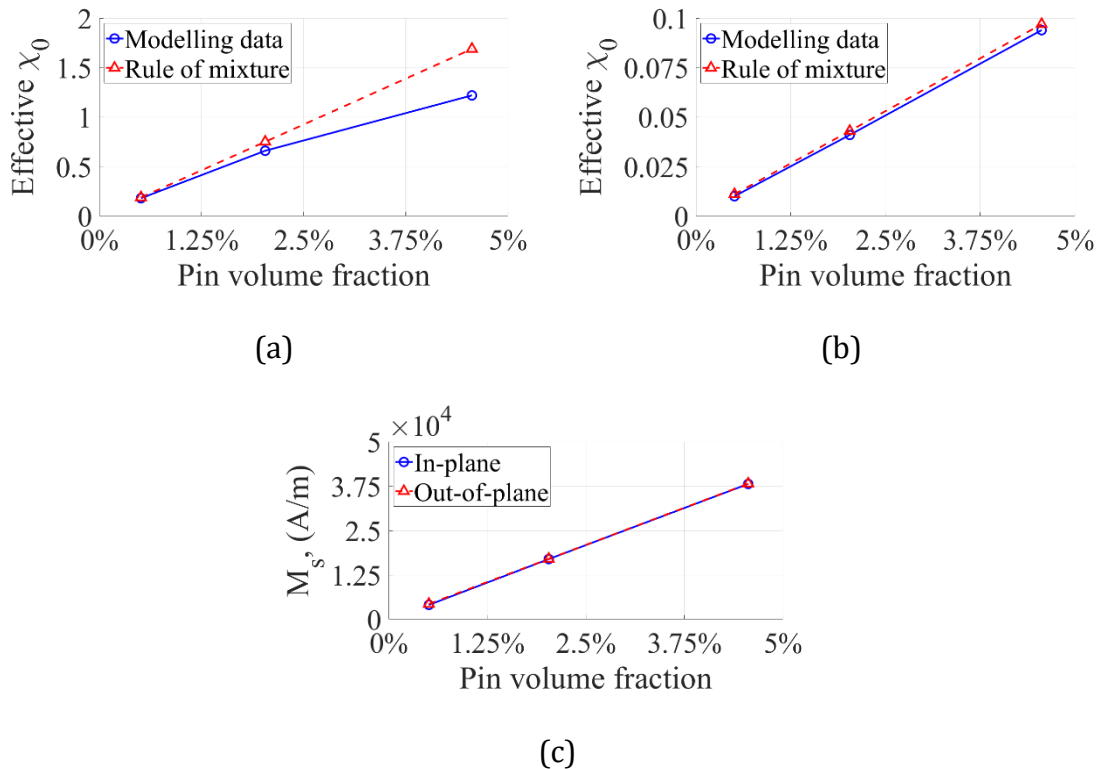 2
1.5
1
0.5
0
Effective χ0
Modelling data
Rule of mixture
0% 1.25% 2.5% 3.75% 5%
Pin volume fraction
(a)
0.1
0.075
0.05
0.025
0
Effective χ0
Modelling data
Rule of mixture
0% 1.25% 2.5% 3.75% 5%
Pin volume fraction
(b)
×10^4
5
3.75
2.5
1.25
0
Ms, (A/m)
In-plane
Out-of-plane
0% 1.25% 2.5% 3.75% 5%
Pin volume fraction
(c)